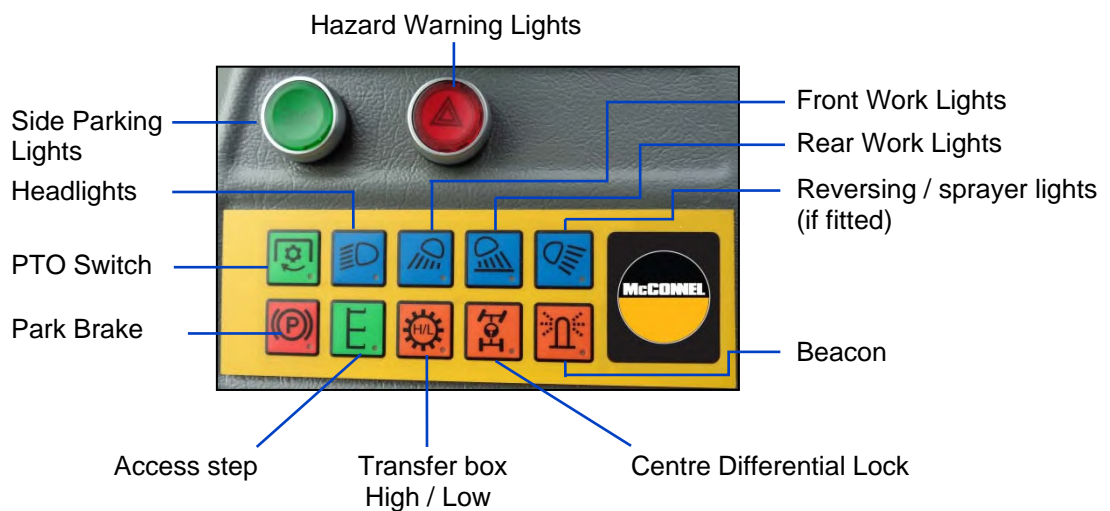 Hazard Warning Lights
Side Parking
Lights
Headlights
PTO Switch
Park Brake
Front Work Lights
Rear Work Lights
Reversing / sprayer lights
(if fitted)
Beacon
H/L
P
McCONNEL
Access step
Transfer box
High / Low
Centre Differential Lock